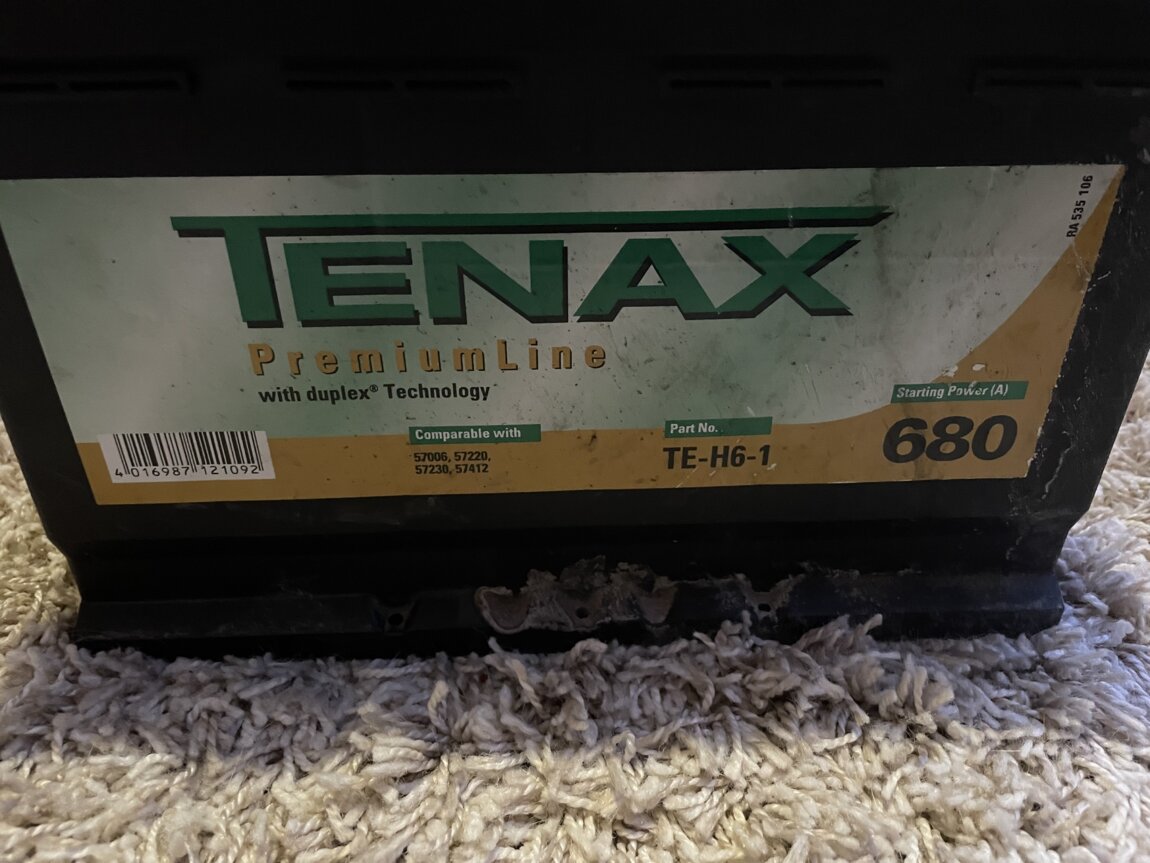 RA 535 106
TENAX
PremiumLine
with duplex® Technology
Starting Power (A)
680
Comparable with
57006, 57220,
57230, 57412
Part No.
TE-H6-1
4 016987 121092